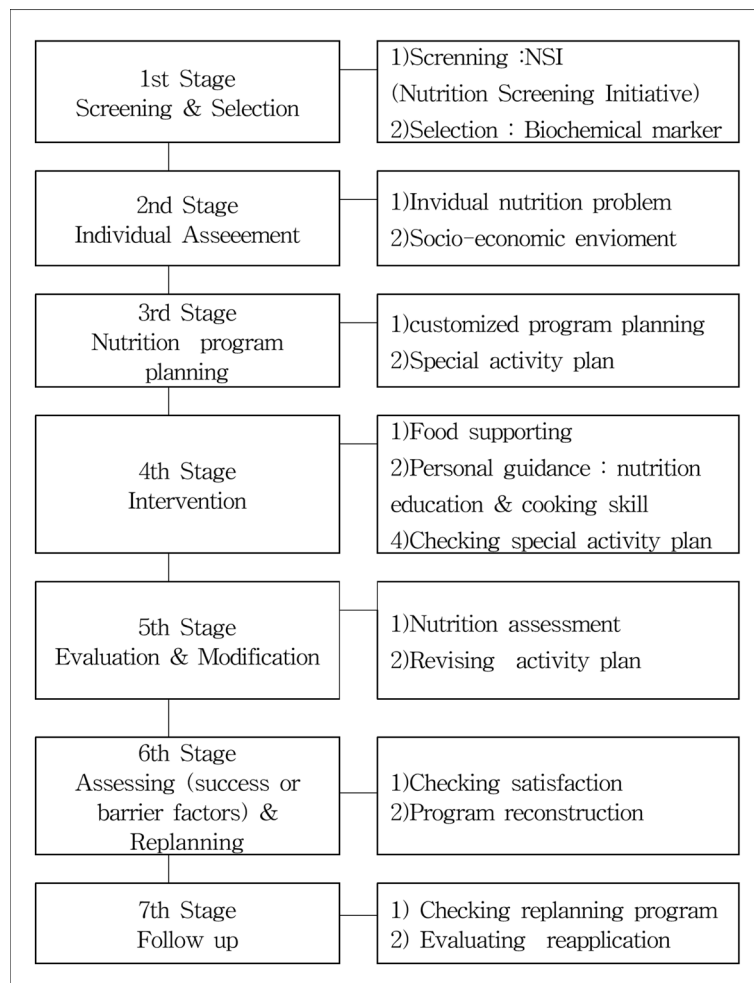 1st Stage
Screening & Selection
1)Screnning :NSI
(Nutrition Screening Initiative)
2)Selection : Biochemical marker
2nd Stage
Individual Asseeement
1)Invidual nutrition problem
2)Socio-economic envioment
3rd Stage
Nutrition program
planning
1)customized program planning
2)Special activity plan
4th Stage
Intervention
1)Food supporting
2)Personal guidance : nutrition
education & cooking skill
4)Checking special activity plan
5th Stage
Evaluation & Modification
1)Nutrition assessment
2)Revising activity plan
6th Stage
Assessing (success or
barrier factors) &
Replanning
1)Checking satisfaction
2)Program reconstruction
7th Stage
Follow up
1) Checking replanning program
2) Evaluating reapplication